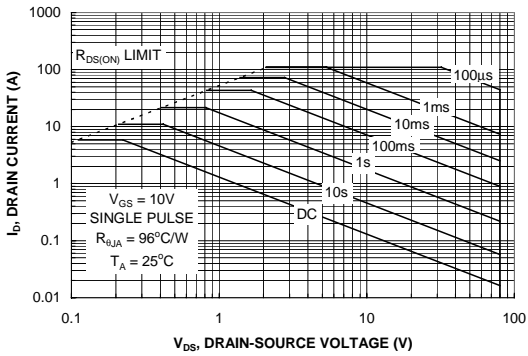 1000
100
10
1
0.1
0.01
I_D, DRAIN CURRENT (A)
R_DS(ON) LIMIT
100µs
1ms
10ms
100ms
1s
10s
DC
V_GS = 10V
SINGLE PULSE
R_θJA = 96°C/W
T_A = 25°C
0.1
1
10
100
V_DS, DRAIN-SOURCE VOLTAGE (V)